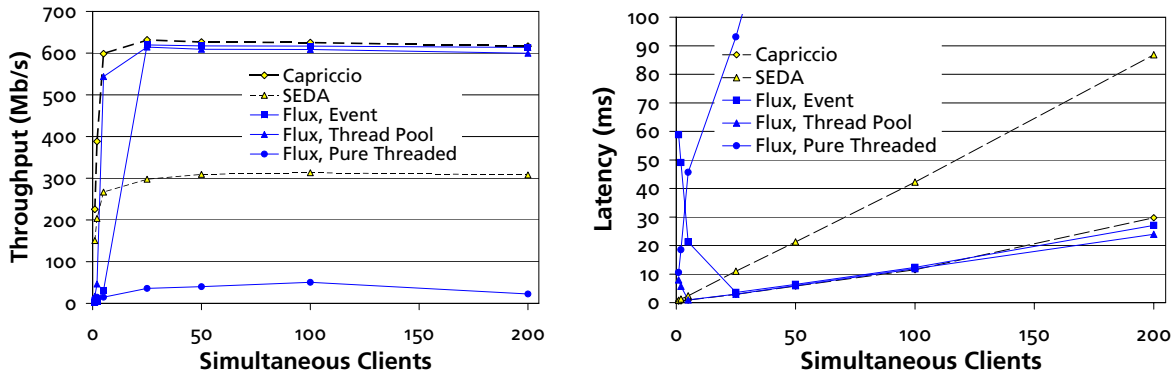 700
600
500
400
300
200
100
0
Throughput (Mb/s)
Capriccio
SEDA
Flux, Event
Flux, Thread Pool
Flux, Pure Threaded
0 50 100 150 200
Simultaneous Clients
100
90
80
70
60
50
40
30
20
10
0
Latency (ms)
Capriccio
SEDA
Flux, Event
Flux, Thread Pool
Flux, Pure Threaded
0 50 100 150 200
Simultaneous Clients